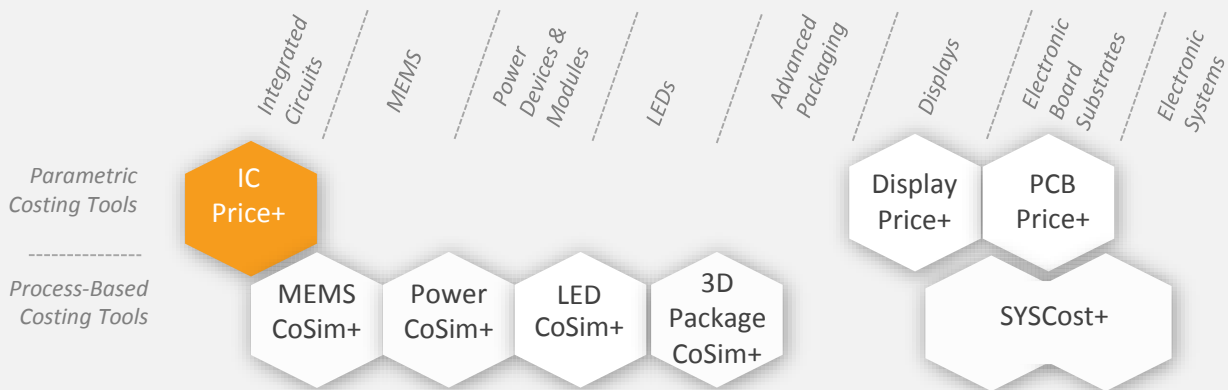 Integrated
Circuits
MEMS
Power
Devices &
Modules
LEDs
Advanced
Packaging
Displays
Electronic
Board
Substrates
Electronic
Systems
Parametric
Costing Tools
IC
Price+
Display
Price+
PCB
Price+
Process-Based
Costing Tools
MEMS
CoSim+
Power
CoSim+
LED
CoSim+
3D
Package
CoSim+
SYSCost+